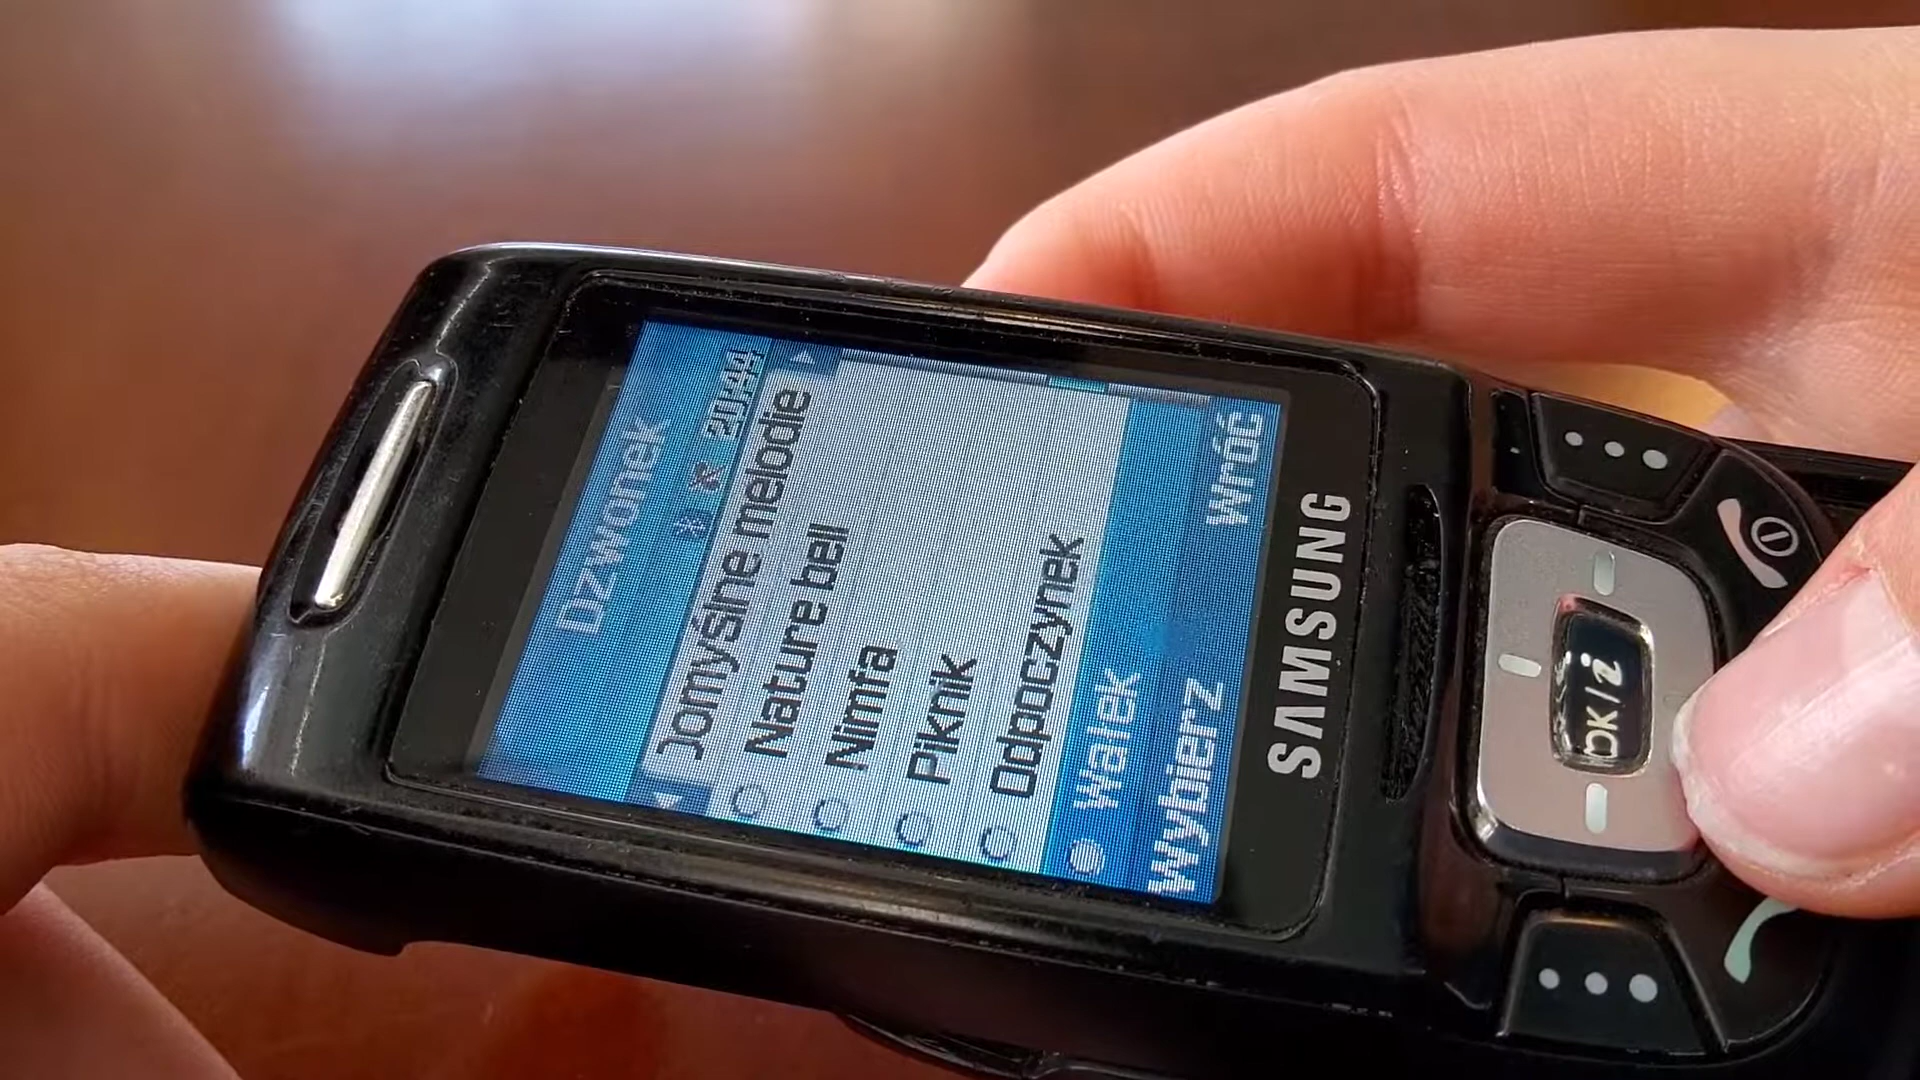 Dzwonek
20:44
Domyślne melodie
Nature bell
Nimfa
Piknik
Odpoczynek
Walek
Wybierz Wróć
SAMSUNG
OK/i